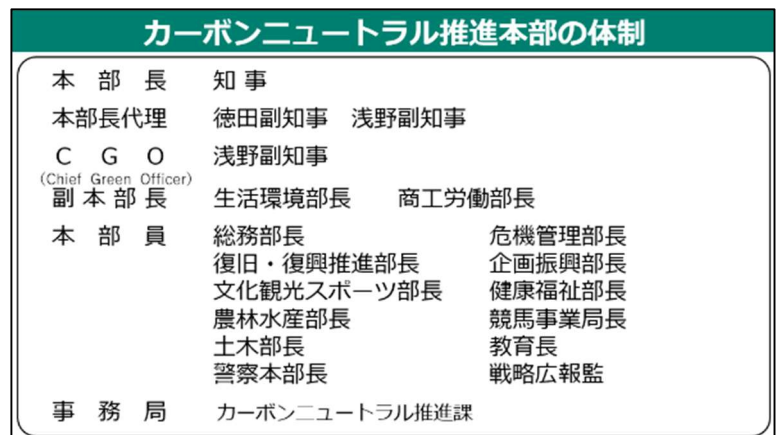 カーボンニュートラル推進本部の体制
本部長 知事
本部長代理 徳田副知事 浅野副知事
CGO 浅野副知事
(Chief Green Officer)
副本部長 生活環境部長 商工労働部長
本部員 総務部長 危機管理部長
復旧・復興推進部長 企画振興部長
文化観光スポーツ部長 健康福祉部長
農林水産部長 競馬事業局長
土木部長 教育長
警察本部長 戦略広報監
事務局 カーボンニュートラル推進課